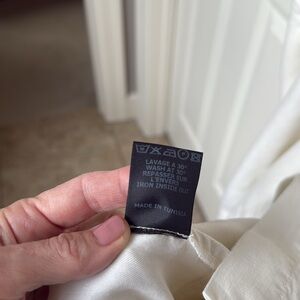 LAVAGE A 30°
WASH AT 30°
REPASSER SUR
L'ENVERS
IRON INSIDE OUT
MADE IN TUNISIA